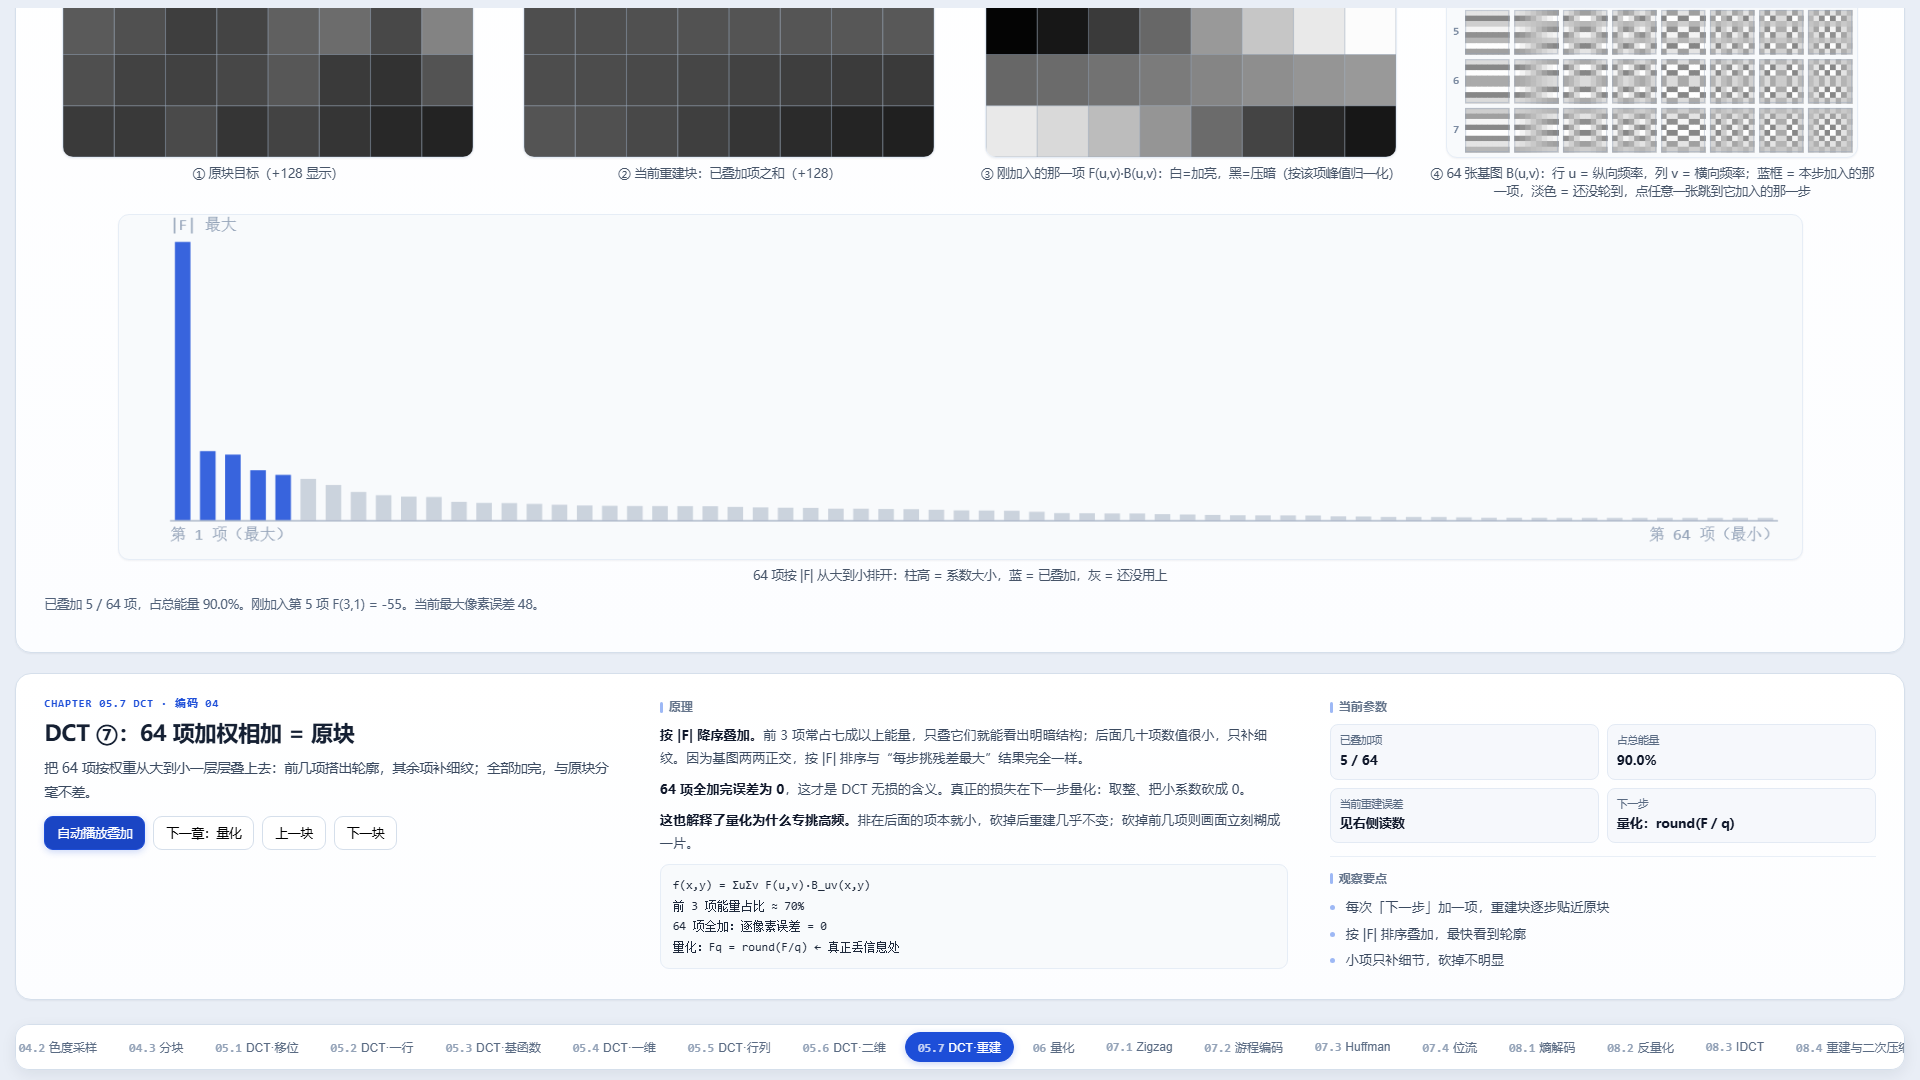 5
6
7
① 原块目标（+128 显示）
② 当前重建块：已叠加项之和（+128）
③ 刚加入的那一项 F(u,v)·B(u,v)：白=加亮，黑=压暗（按该项峰值归一化）
④ 64 张基图 B(u,v)：行 u = 纵向频率，列 v = 横向频率；蓝框 = 本步加入的那
一项，淡色 = 还没轮到，点任意一张跳到它加入的那一步
|F| 最大
第 1 项（最大）
第 64 项（最小）
64 项按 |F| 从大到小排开：柱高 = 系数大小，蓝 = 已叠加，灰 = 还没用上
已叠加 5 / 64 项，占总能量 90.0%。刚加入第 5 项 F(3,1) = -55。当前最大像素误差 48。
CHAPTER 05.7 DCT · 编码 04
DCT ⑦：64 项加权相加 = 原块
把 64 项按权重从大到小一层层叠上去：前几项搭出轮廓，其余项补细纹；全部加完，与原块分
毫不差。
自动播放叠加
下一章：量化
上一块
下一块
原理
按 |F| 降序叠加。前 3 项常占七成以上能量，只叠它们就能看出明暗结构；后面几十项数值很小，只补细
纹。因为基图两两正交，按 |F| 排序与“每步挑残差最大”结果完全一样。
64 项全加完误差为 0，这才是 DCT 无损的含义。真正的损失在下一步量化：取整、把小系数砍成 0。
这也解释了量化为什么专挑高频。排在后面的项本就小，砍掉后重建几乎不变；砍掉前几项则画面立刻糊成
一片。
f(x,y) = ΣuΣv F(u,v)·B_uv(x,y)
前 3 项能量占比 ≈ 70%
64 项全加：逐像素误差 = 0
量化：Fq = round(F/q) ← 真正丢信息处
当前参数
已叠加项
5 / 64
占总能量
90.0%
当前重建误差
见右侧读数
下一步
量化：round(F / q)
观察要点
每次「下一步」加一项，重建块逐步贴近原块
按 |F| 排序叠加，最快看到轮廓
小项只补细节，砍掉不明显
04.2 色度采样
04.3 分块
05.1 DCT·移位
05.2 DCT·一行
05.3 DCT·基函数
05.4 DCT·一维
05.5 DCT·行列
05.6 DCT·二维
05.7 DCT·重建
06 量化
07.1 Zigzag
07.2 游程编码
07.3 Huffman
07.4 位流
08.1 熵解码
08.2 反量化
08.3 IDCT
08.4 重建与二次压缩